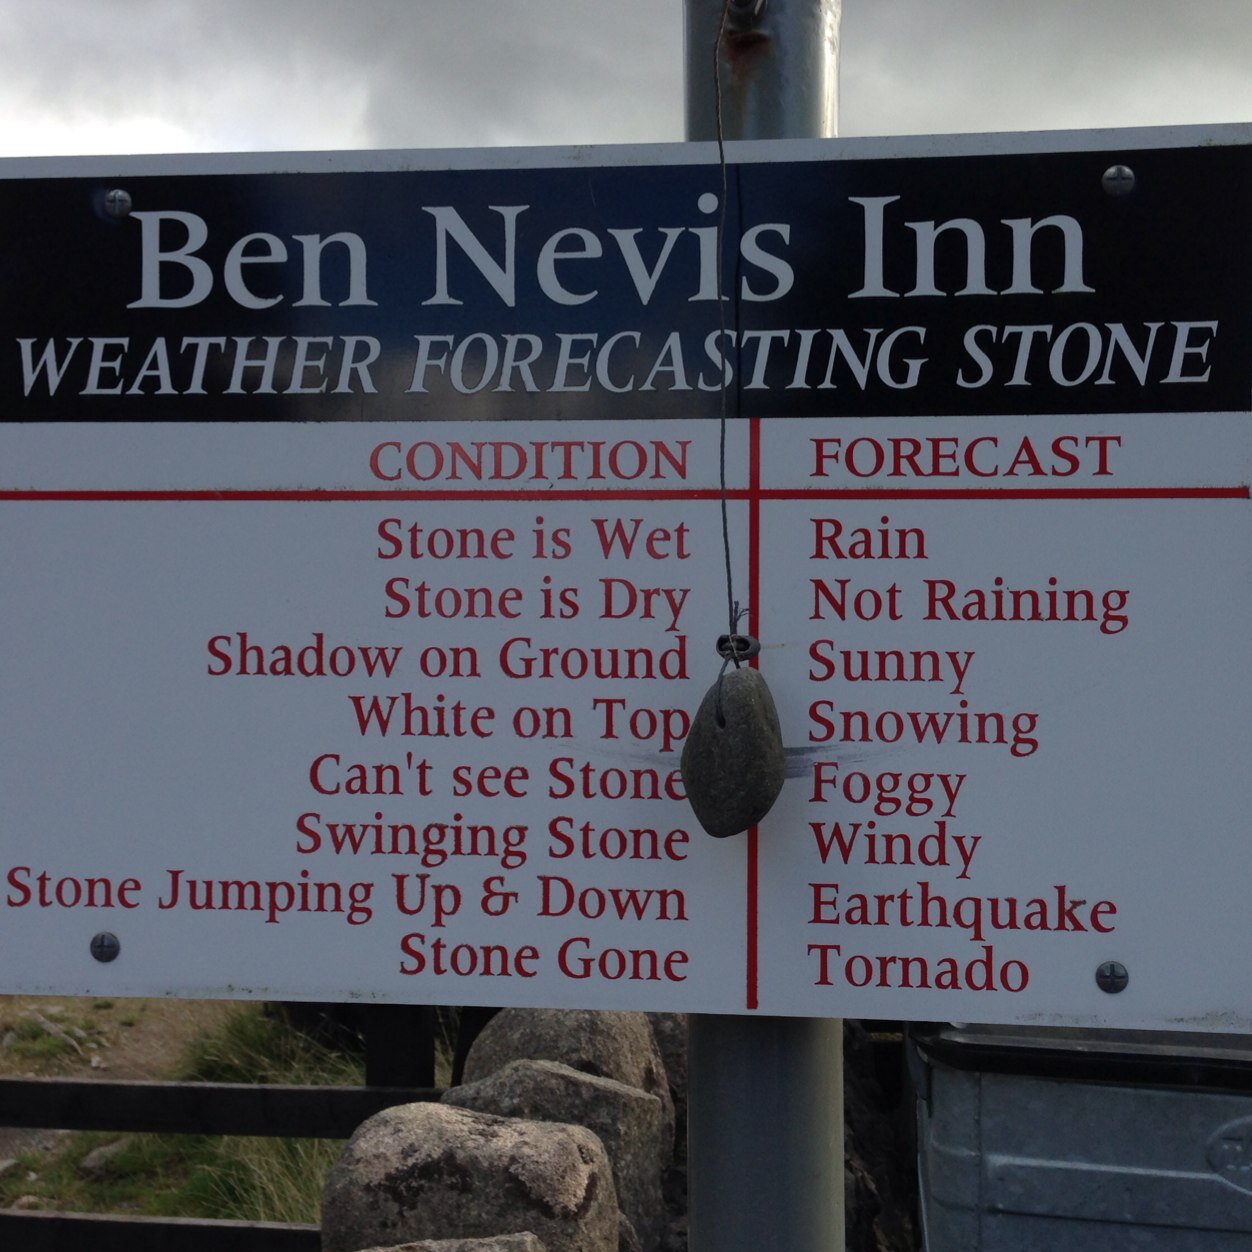 Ben Nevis Inn
WEATHER FORECASTING STONE
CONDITION FORECAST
Stone is Wet Rain
Stone is Dry Not Raining
Shadow on Ground Sunny
White on Top Snowing
Can't see Stone Foggy
Swinging Stone Windy
Stone Jumping Up & Down Earthquake
Stone Gone Tornado